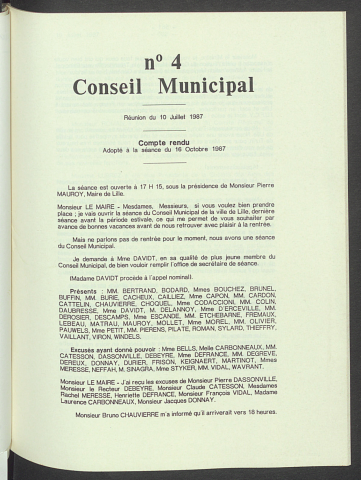 n° 4
Conseil Municipal
Réunion du 10 Juillet 1987
Compte rendu
Adopté à la séance du 16 Octobre 1987
La séance est ouverte à 17 H 15, sous la présidence de Monsieur Pierre
MAUROY, Maire de Lille.
Monsieur LE MAIRE - Mesdames, Messieurs, si vous voulez bien prendre
place ; je vais ouvrir la séance du Conseil Municipal de la ville de Lille, dernière
séance avant la période estivale, ce qui me permet de vous souhaiter par
avance de bonnes vacances avant de nous retrouver avec plaisir à la rentrée.
Mais ne parlons pas de rentrée pour le moment, nous avons une séance
du Conseil Municipal.
Je demande à Mme DAVIDT, en sa qualité de plus jeune membre du
Conseil Municipal, de bien vouloir remplir l'office de secrétaire de séance.
(Madame DAVIDT procède à l'appel nominal).
Présents : MM. BERTRAND, BODARD, Mmes BOUCHEZ, BRUNEL,
BUFFIN, MM. BURIE, CACHEUX, CAILLIEZ, Mme CAPON, MM. CARDON,
CATTELIN, CHAUVIERRE, CHOQUEL, Mme CODACCIONI, MM. COLIN,
DAUBRESSE, Mme DAVIDT, M. DELANNOY, Mme D'ERCEVILLE, MM.
DEROSIER, DESCAMPS, Mme ESCANDE, MM. ETCHEBARNE, FREMAUX,
LEBEAU, MATRAU, MAUROY, MOLLET, Mme MOREL, MM. OLIVIER,
PAUWELS, Mme PETIT, MM. PERENS, PILATE, ROMAN, SYLARD, THIEFFRY,
VAILLANT, VIRON, WINDELS.
Excusés ayant donné pouvoir : Mme BELLS, Melle CARBONNEAUX, MM.
CATESSON, DASSONVILLE, DEBEYRE, Mme DEFRANCE, MM. DEGREVE,
DEREUX, DONNAY, DURIER, FRISON, KEIGNAERT, MARTINOT, Mmes
MERESSE, NEFFAH, M. SINAGRA, Mme STYKER, MM. VIDAL, WAVRANT.
Monsieur LE MAIRE - J'ai reçu les excuses de Monsieur Pierre DASSONVILLE,
Monsieur le Recteur DEBEYRE, Monsieur Claude CATESSON, Mesdames
Rachel MERESSE, Henriette DEFRANCE, Monsieur François VIDAL, Madame
Laurence CARBONNEAUX, Monsieur Jacques DONNAY.
Monsieur Bruno CHAUVIERRE m'a informé qu'il arriverait vers 18 heures.